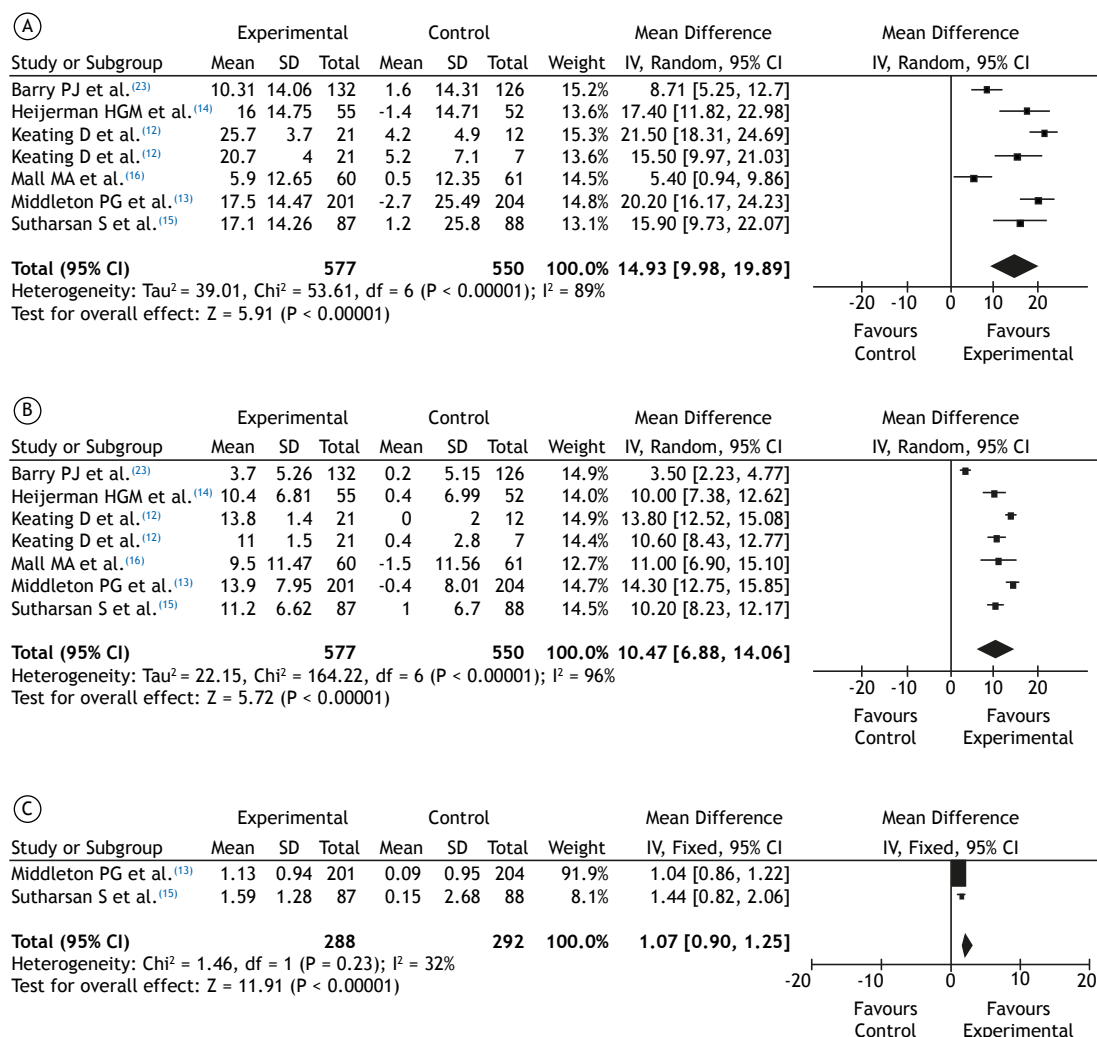 A
Experimental Control Mean Difference Mean Difference
Study or Subgroup Mean SD Total Mean SD Total Weight IV, Random, 95% CI IV, Random, 95% CI
Barry PJ et al.(23) 10.31 14.06 132 1.6 14.31 126 15.2% 8.71 [5.25, 12.7]
Heijerman HGM et al.(14) 16 14.75 55 -1.4 14.71 52 13.6% 17.40 [11.82, 22.98]
Keating D et al.(12) 25.7 3.7 21 4.2 4.9 12 15.3% 21.50 [18.31, 24.69]
Keating D et al.(12) 20.7 4 21 5.2 7.1 7 13.6% 15.50 [9.97, 21.03]
Mall MA et al.(16) 5.9 12.65 60 0.5 12.35 61 14.5% 5.40 [0.94, 9.86]
Middleton PG et al.(13) 17.5 14.47 201 -2.7 25.49 204 14.8% 20.20 [16.17, 24.23]
Sutharsan S et al.(15) 17.1 14.26 87 1.2 25.8 88 13.1% 15.90 [9.73, 22.07]
Total (95% CI) 577 550 100.0% 14.93 [9.98, 19.89]
Heterogeneity: Tau² = 39.01, Chi² = 53.61, df = 6 (P < 0.00001); I² = 89%
Test for overall effect: Z = 5.91 (P < 0.00001)
-20 -10 0 10 20
Favours Favours
Control Experimental
B
Experimental Control Mean Difference Mean Difference
Study or Subgroup Mean SD Total Mean SD Total Weight IV, Random, 95% CI IV, Random, 95% CI
Barry PJ et al.(23) 3.7 5.26 132 0.2 5.15 126 14.9% 3.50 [2.23, 4.77]
Heijerman HGM et al.(14) 10.4 6.81 55 0.4 6.99 52 14.0% 10.00 [7.38, 12.62]
Keating D et al.(12) 13.8 1.4 21 0 2 12 14.9% 13.80 [12.52, 15.08]
Keating D et al.(12) 11 1.5 21 0.4 2.8 7 14.4% 10.60 [8.43, 12.77]
Mall MA et al.(16) 9.5 11.47 60 -1.5 11.56 61 12.7% 11.00 [6.90, 15.10]
Middleton PG et al.(13) 13.9 7.95 201 -0.4 8.01 204 14.7% 14.30 [12.75, 15.85]
Sutharsan S et al.(15) 11.2 6.62 87 1 6.7 88 14.5% 10.20 [8.23, 12.17]
Total (95% CI) 577 550 100.0% 10.47 [6.88, 14.06]
Heterogeneity: Tau² = 22.15, Chi² = 164.22, df = 6 (P < 0.00001); I² = 96%
Test for overall effect: Z = 5.72 (P < 0.00001)
-20 -10 0 10 20
Favours Favours
Control Experimental
C
Experimental Control Mean Difference Mean Difference
Study or Subgroup Mean SD Total Mean SD Total Weight IV, Fixed, 95% CI IV, Fixed, 95% CI
Middleton PG et al.(13) 1.13 0.94 201 0.09 0.95 204 91.9% 1.04 [0.86, 1.22]
Sutharsan S et al.(15) 1.59 1.28 87 0.15 2.68 88 8.1% 1.44 [0.82, 2.06]
Total (95% CI) 288 292 100.0% 1.07 [0.90, 1.25]
Heterogeneity: Chi² = 1.46, df = 1 (P = 0.23); I² = 32%
Test for overall effect: Z = 11.91 (P < 0.00001)
-20 -10 0 10 20
Favours Favours
Control Experimental